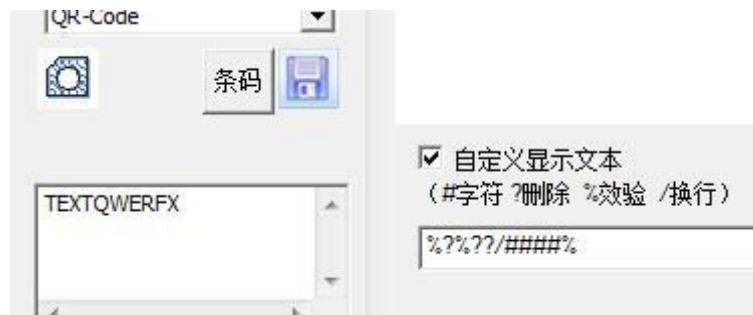 QR-Code
条码
TEXTQWERFX
自定义显示文本
（#字符 ?删除 %效验 /换行）
%?%??/####%